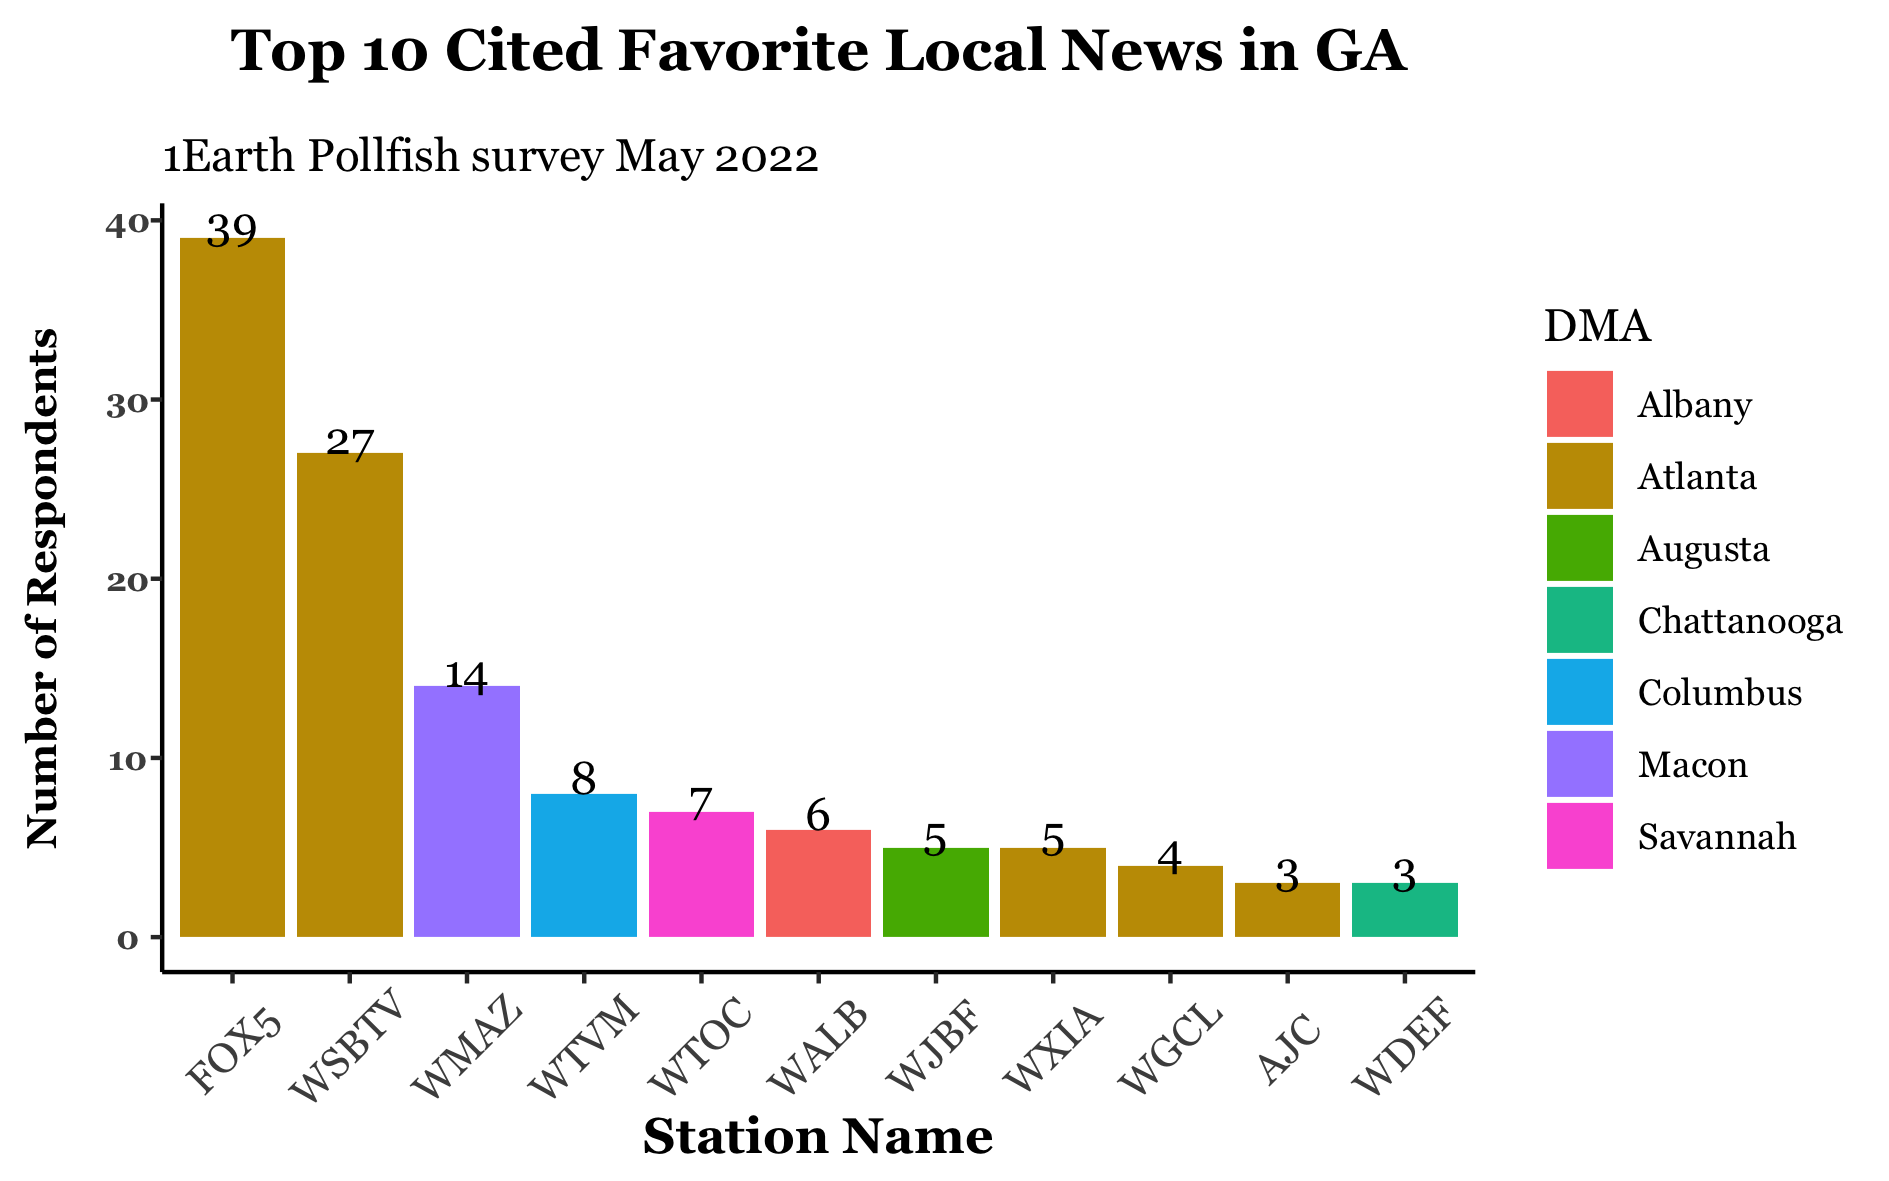 Top 10 Cited Favorite Local News in GA
1Earth Pollfish survey May 2022
Number of Respondents
40
30
20
10
0
39
27
14
8
7
6
5
5
4
3
3
FOX5
WSBTV
WMAZ
WTVM
WTOC
WALB
WJBF
WXIA
WGCL
AJC
WDEF
Station Name
DMA
Albany
Atlanta
Augusta
Chattanooga
Columbus
Macon
Savannah